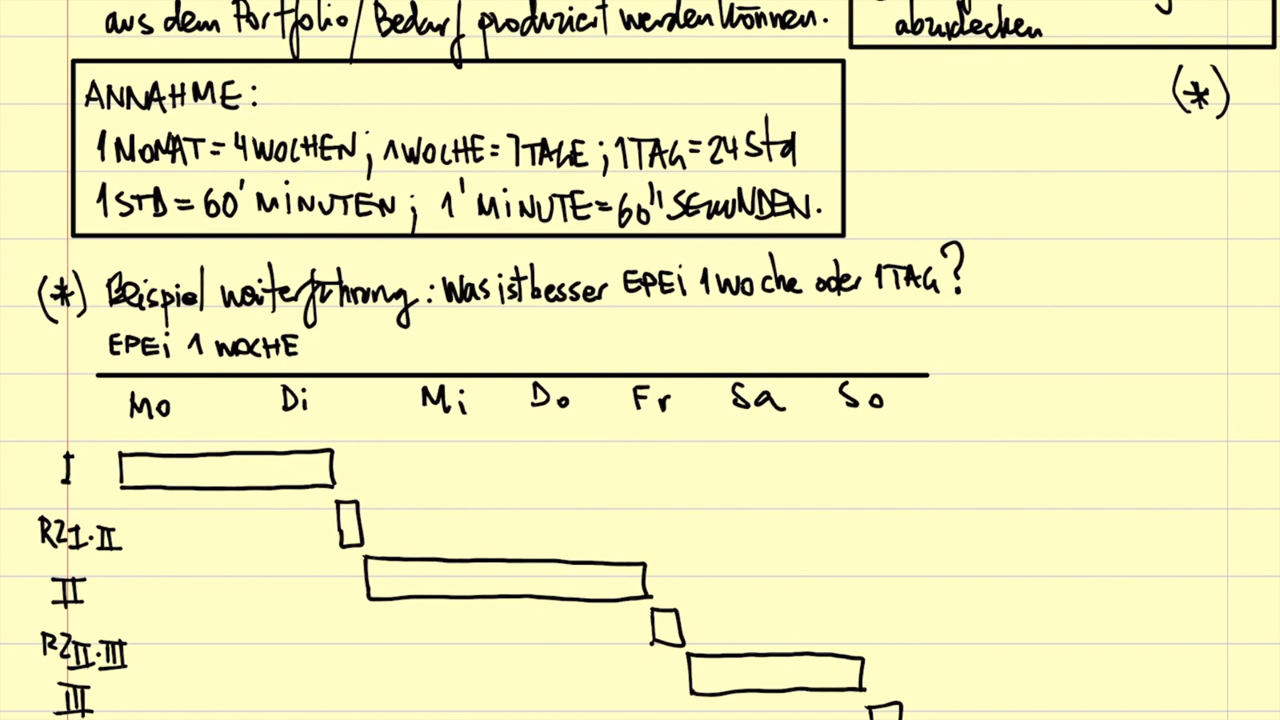 aus dem Portfolio/Bedarf produziert werden können.
abzudecken
(*)
ANNAHME:
1 MONAT = 4 WOCHEN ; 1 WOCHE = 7 TAGE ; 1 TAG = 24 Std
1 STD = 60' MINUTEN ; 1' MINUTE = 60'' SEKUNDEN.
(*) Beispiel weiterführung: Was ist besser EPEi 1 Woche oder 1 TAG?
EPEi 1 WOCHE
Mo Di Mi Do Fr Sa So
I
RZ I-II
II
RZ II-III
III